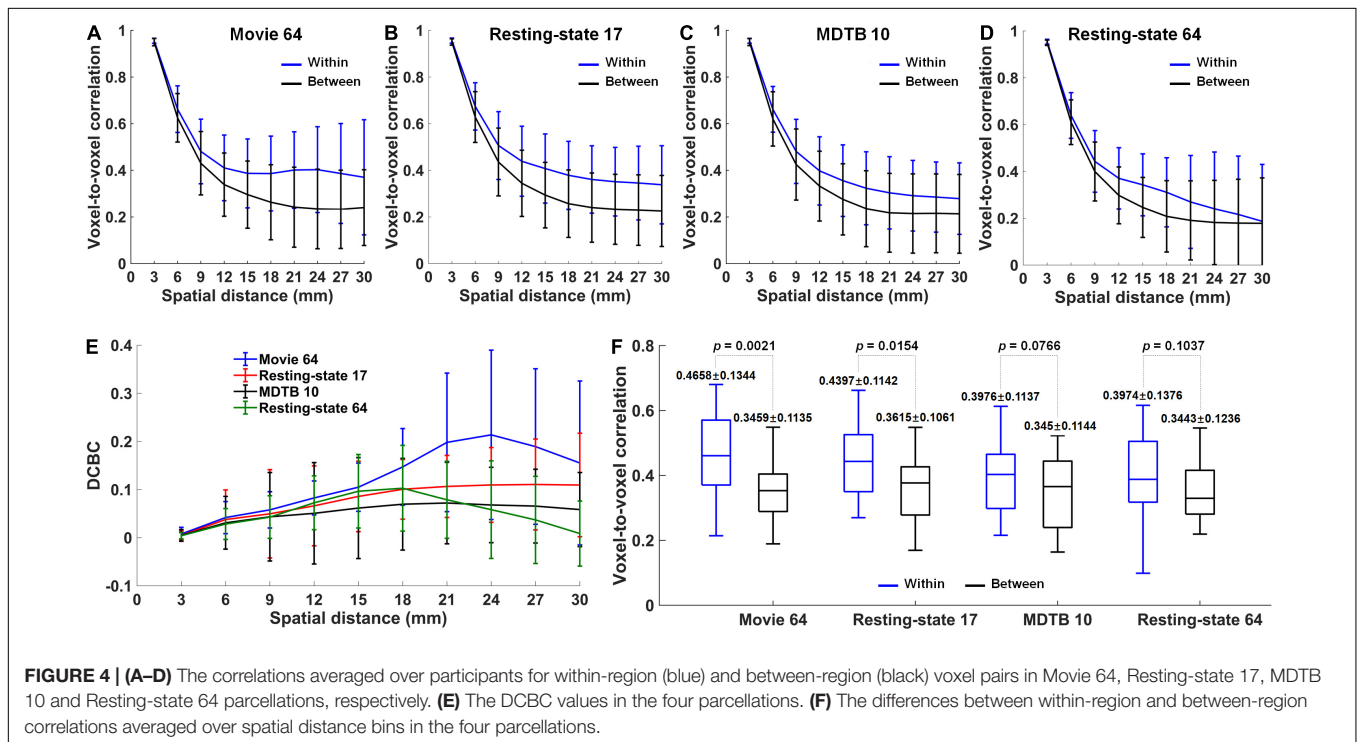 A
Movie 64
Voxel-to-voxel correlation
1
0.8
0.6
0.4
0.2
0
Within
Between
0 3 6 9 12 15 18 21 24 27 30
Spatial distance (mm)
B
Resting-state 17
Voxel-to-voxel correlation
1
0.8
0.6
0.4
0.2
0
Within
Between
0 3 6 9 12 15 18 21 24 27 30
Spatial distance (mm)
C
MDTB 10
Voxel-to-voxel correlation
1
0.8
0.6
0.4
0.2
0
Within
Between
0 3 6 9 12 15 18 21 24 27 30
Spatial distance (mm)
D
Resting-state 64
Voxel-to-voxel correlation
1
0.8
0.6
0.4
0.2
0
Within
Between
0 3 6 9 12 15 18 21 24 27 30
Spatial distance (mm)
E
DCBC
0.4
0.3
0.2
0.1
0
-0.1
Movie 64
Resting-state 17
MDTB 10
Resting-state 64
0 3 6 9 12 15 18 21 24 27 30
Spatial distance (mm)
F
Voxel-to-voxel correlation
0.8
0.6
0.4
0.2
0
p = 0.0021
p = 0.0154
p = 0.0766
p = 0.1037
0.4658±0.1344
0.3459±0.1135
0.4397±0.1142
0.3615±0.1061
0.3976±0.1137
0.345±0.1144
0.3974±0.1376
0.3443±0.1236
Within
Between
Movie 64
Resting-state 17
MDTB 10
Resting-state 64
FIGURE 4 | (A–D) The correlations averaged over participants for within-region (blue) and between-region (black) voxel pairs in Movie 64, Resting-state 17, MDTB
10 and Resting-state 64 parcellations, respectively. (E) The DCBC values in the four parcellations. (F) The differences between within-region and between-region
correlations averaged over spatial distance bins in the four parcellations.